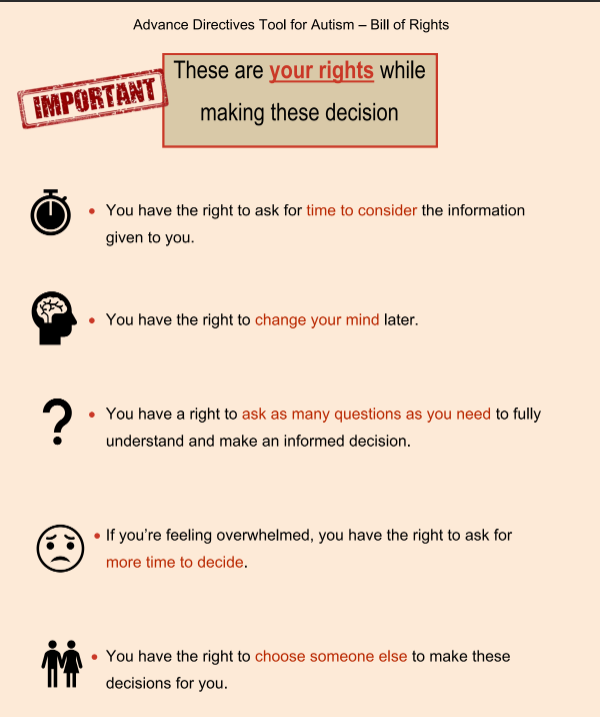 Advance Directives Tool for Autism – Bill of Rights
These are your rights while
making these decision
IMPORTANT
• You have the right to ask for time to consider the information
given to you.
• You have the right to change your mind later.
?
• You have a right to ask as many questions as you need to fully
understand and make an informed decision.
• If you’re feeling overwhelmed, you have the right to ask for
more time to decide.
• You have the right to choose someone else to make these
decisions for you.